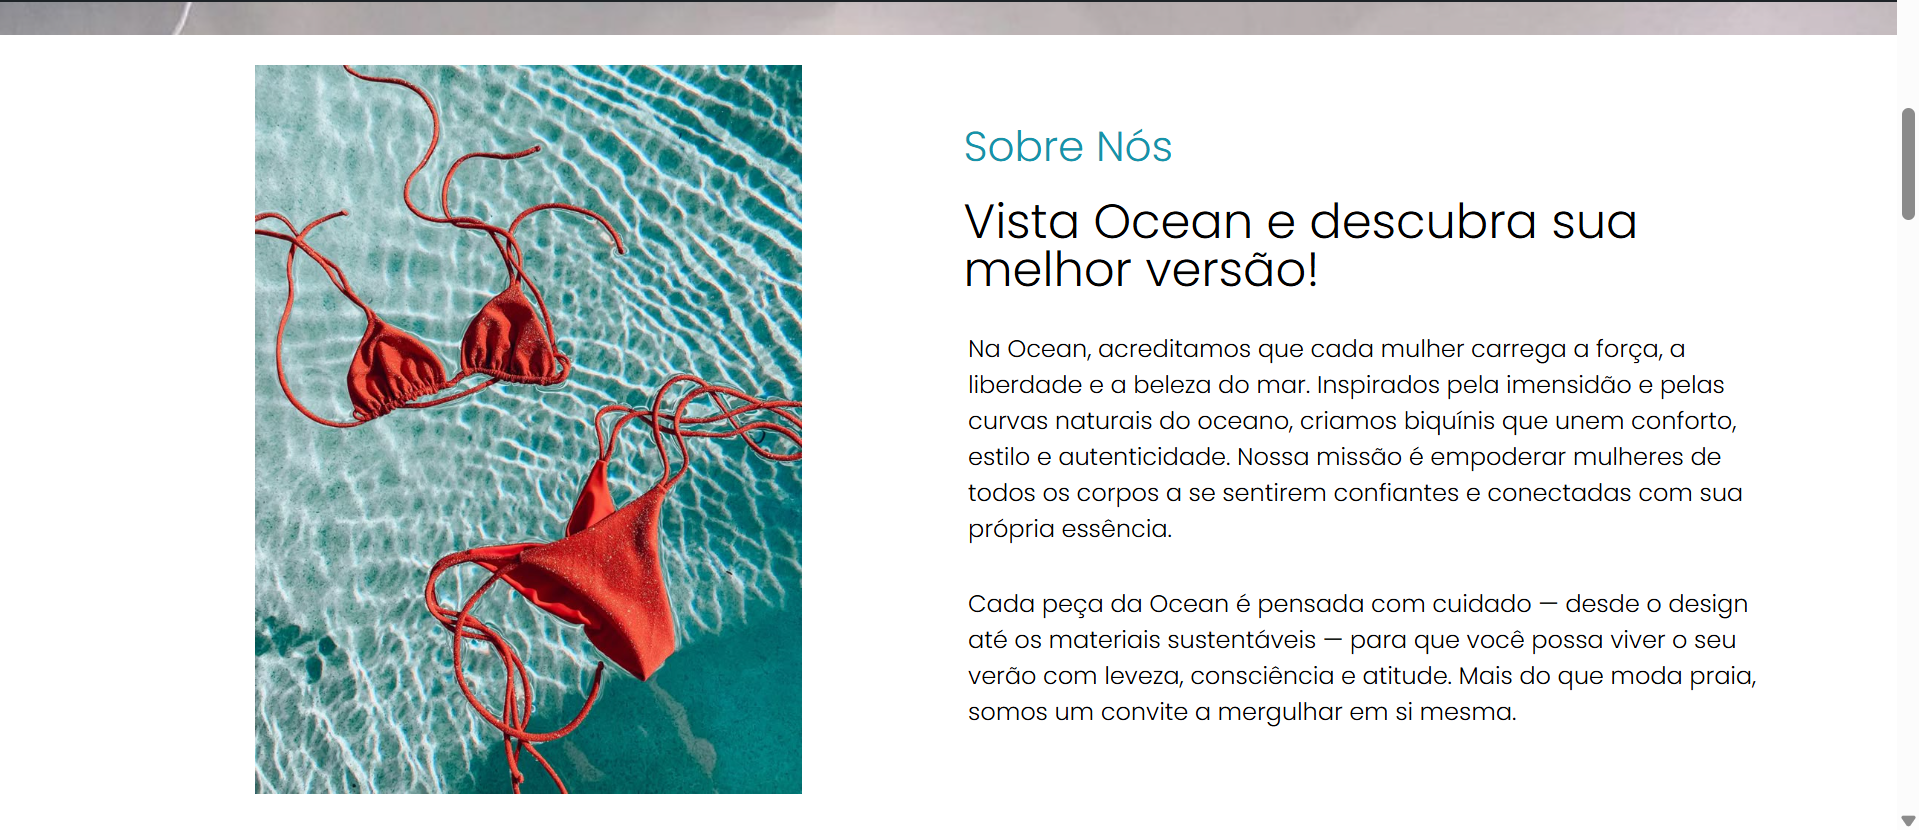 Sobre Nós
Vista Ocean e descubra sua
melhor versão!
Na Ocean, acreditamos que cada mulher carrega a força, a
liberdade e a beleza do mar. Inspirados pela imensidão e pelas
curvas naturais do oceano, criamos biquínis que unem conforto,
estilo e autenticidade. Nossa missão é empoderar mulheres de
todos os corpos a se sentirem confiantes e conectadas com sua
própria essência.
Cada peça da Ocean é pensada com cuidado — desde o design
até os materiais sustentáveis — para que você possa viver o seu
verão com leveza, consciência e atitude. Mais do que moda praia,
somos um convite a mergulhar em si mesma.